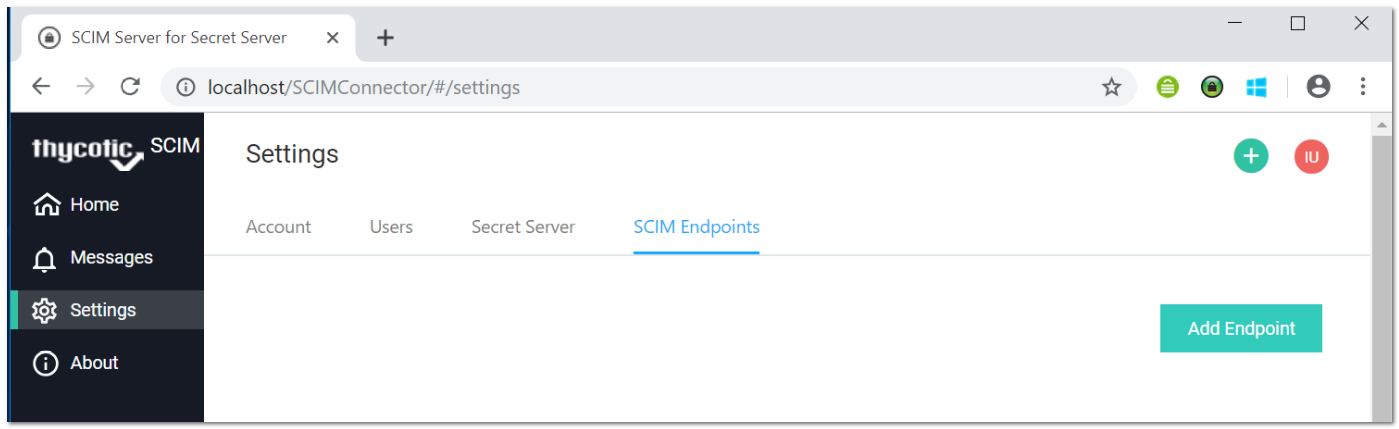 SCIM Server for Secret Server
localhost/SCIMConnector/#/settings
thycotic SCIM
Settings
IU
Home
Account Users Secret Server SCIM Endpoints
Messages
Settings
Add Endpoint
About